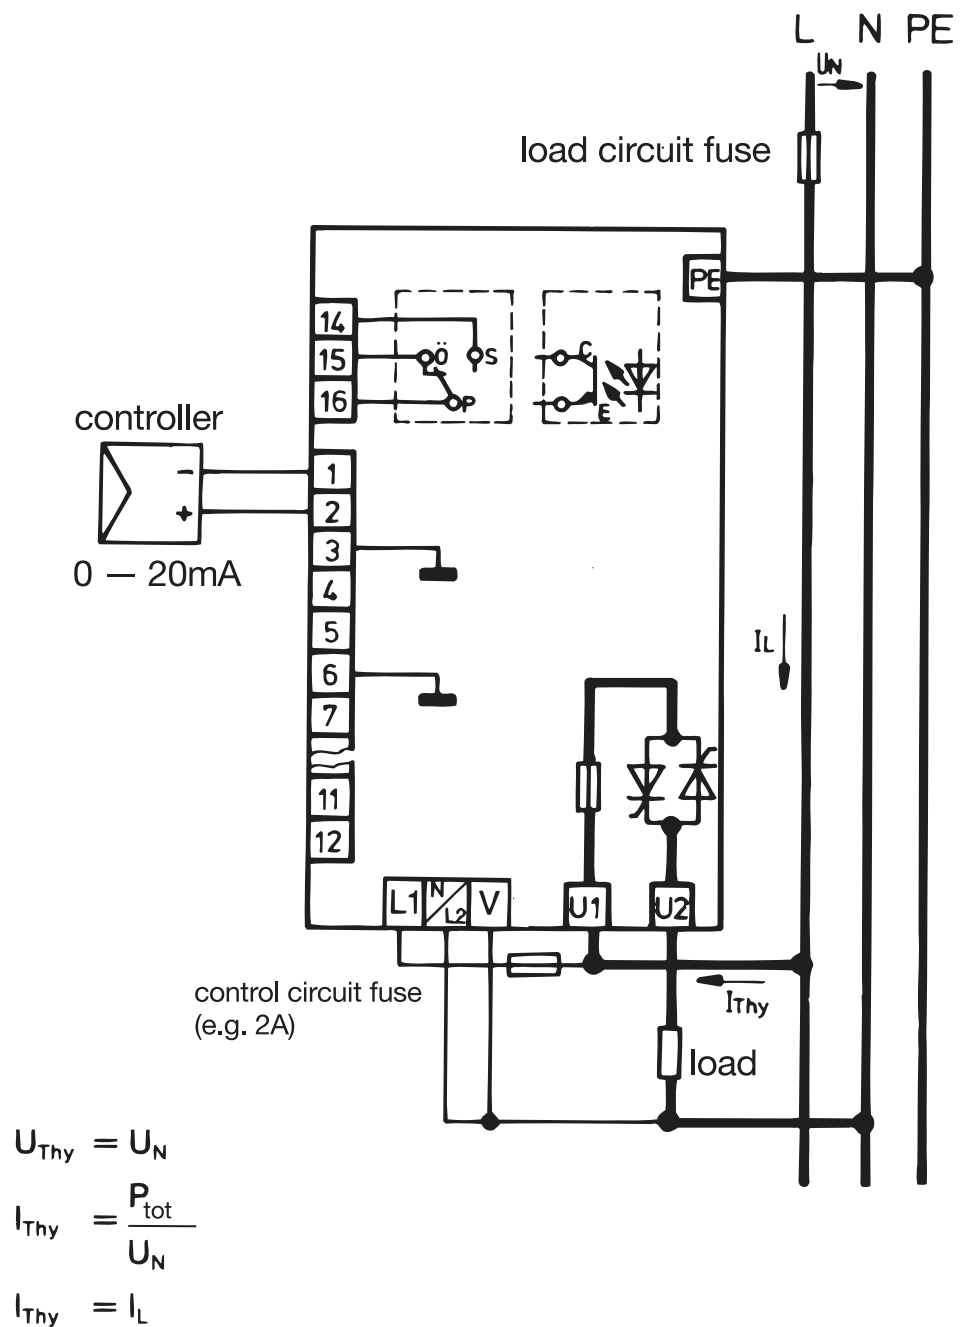 L N PE
UN
load circuit fuse
PE
14
15 Ö S
16 P
C
E
controller
−
+
0 – 20mA
1
2
3
4
5
6
7
11
12
IL
L1 N/L2 V U1 U2
control circuit fuse
(e.g. 2A)
IThy
load
UThy = UN
IThy = Ptot / UN
IThy = IL